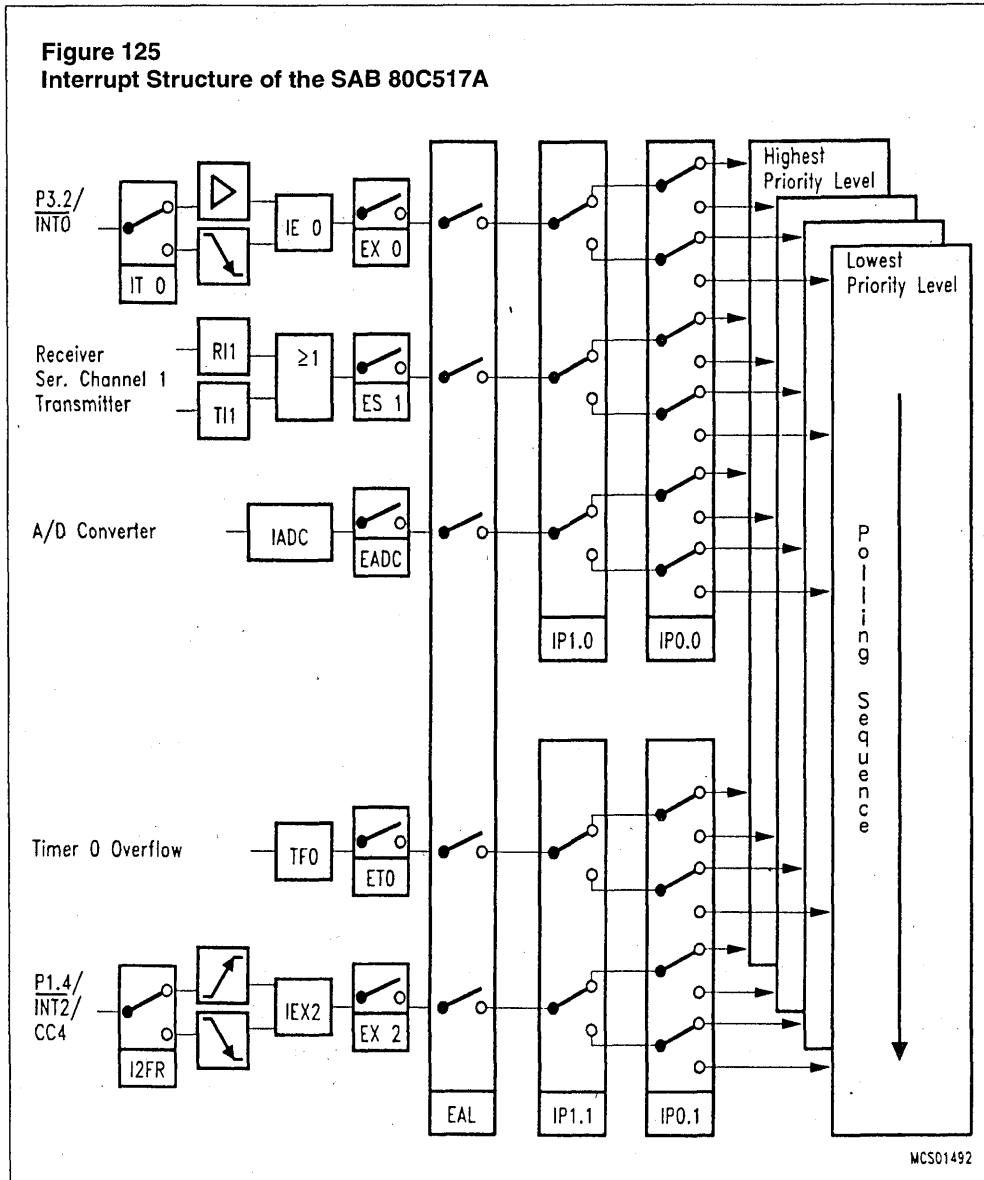 Figure 125
Interrupt Structure of the SAB 80C517A
P3.2/
INT0
IT 0
IE 0
EX 0
Highest
Priority Level
Lowest
Priority Level
Receiver
Ser. Channel 1
Transmitter
RI1
TI1
≥1
ES 1
A/D Converter
IADC
EADC
IP1.0
IP0.0
Polling Sequence
Timer 0 Overflow
TF0
ET0
P1.4/
INT2/
CC4
I2FR
IEX2
EX 2
EAL
IP1.1
IP0.1
MCS01492